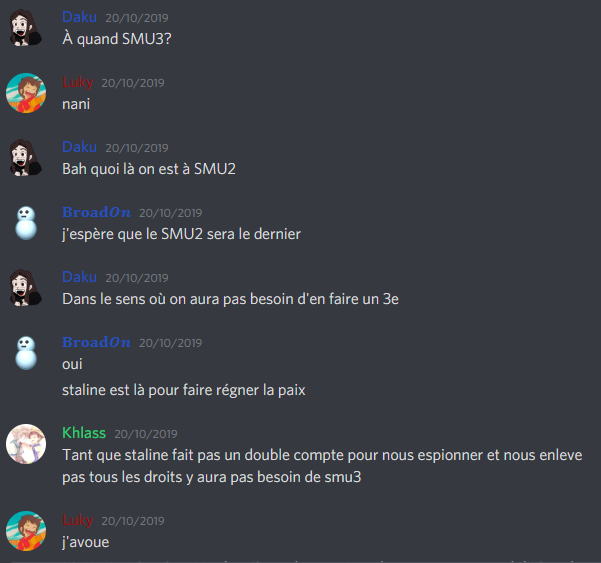 Daku 20/10/2019
À quand SMU3?
Luky 20/10/2019
nani
Daku 20/10/2019
Bah quoi là on est à SMU2
BroadOn 20/10/2019
j'espère que le SMU2 sera le dernier
Daku 20/10/2019
Dans le sens où on aura pas besoin d'en faire un 3e
BroadOn 20/10/2019
oui
staline est là pour faire régner la paix
Khlass 20/10/2019
Tant que staline fait pas un double compte pour nous espionner et nous enleve
pas tous les droits y aura pas besoin de smu3
Luky 20/10/2019
j'avoue